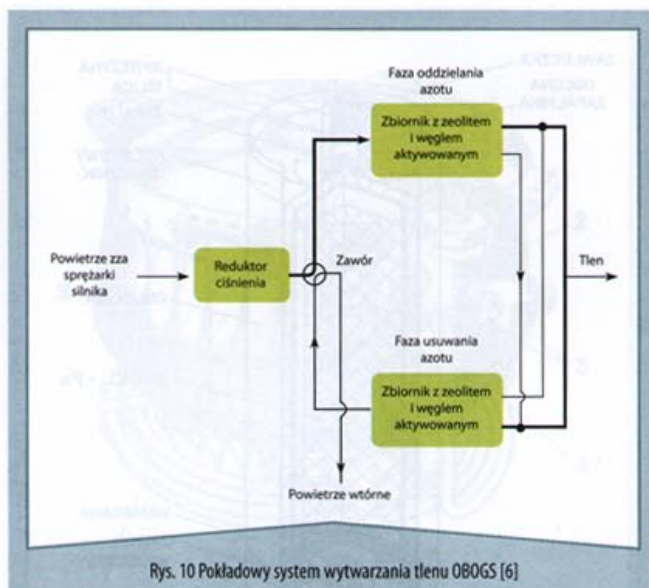 Faza oddzielania
azotu
Zbiornik z zeolitem
i węglem
aktywowanym
Powietrze zza
sprężarki
silnika
Reduktor
ciśnienia
Zawór
Tlen
Faza usuwania
azotu
Zbiornik z zeolitem
i węglem
aktywowanym
Powietrze wtórne
Rys. 10 Pokładowy system wytwarzania tlenu OBOGS [6]